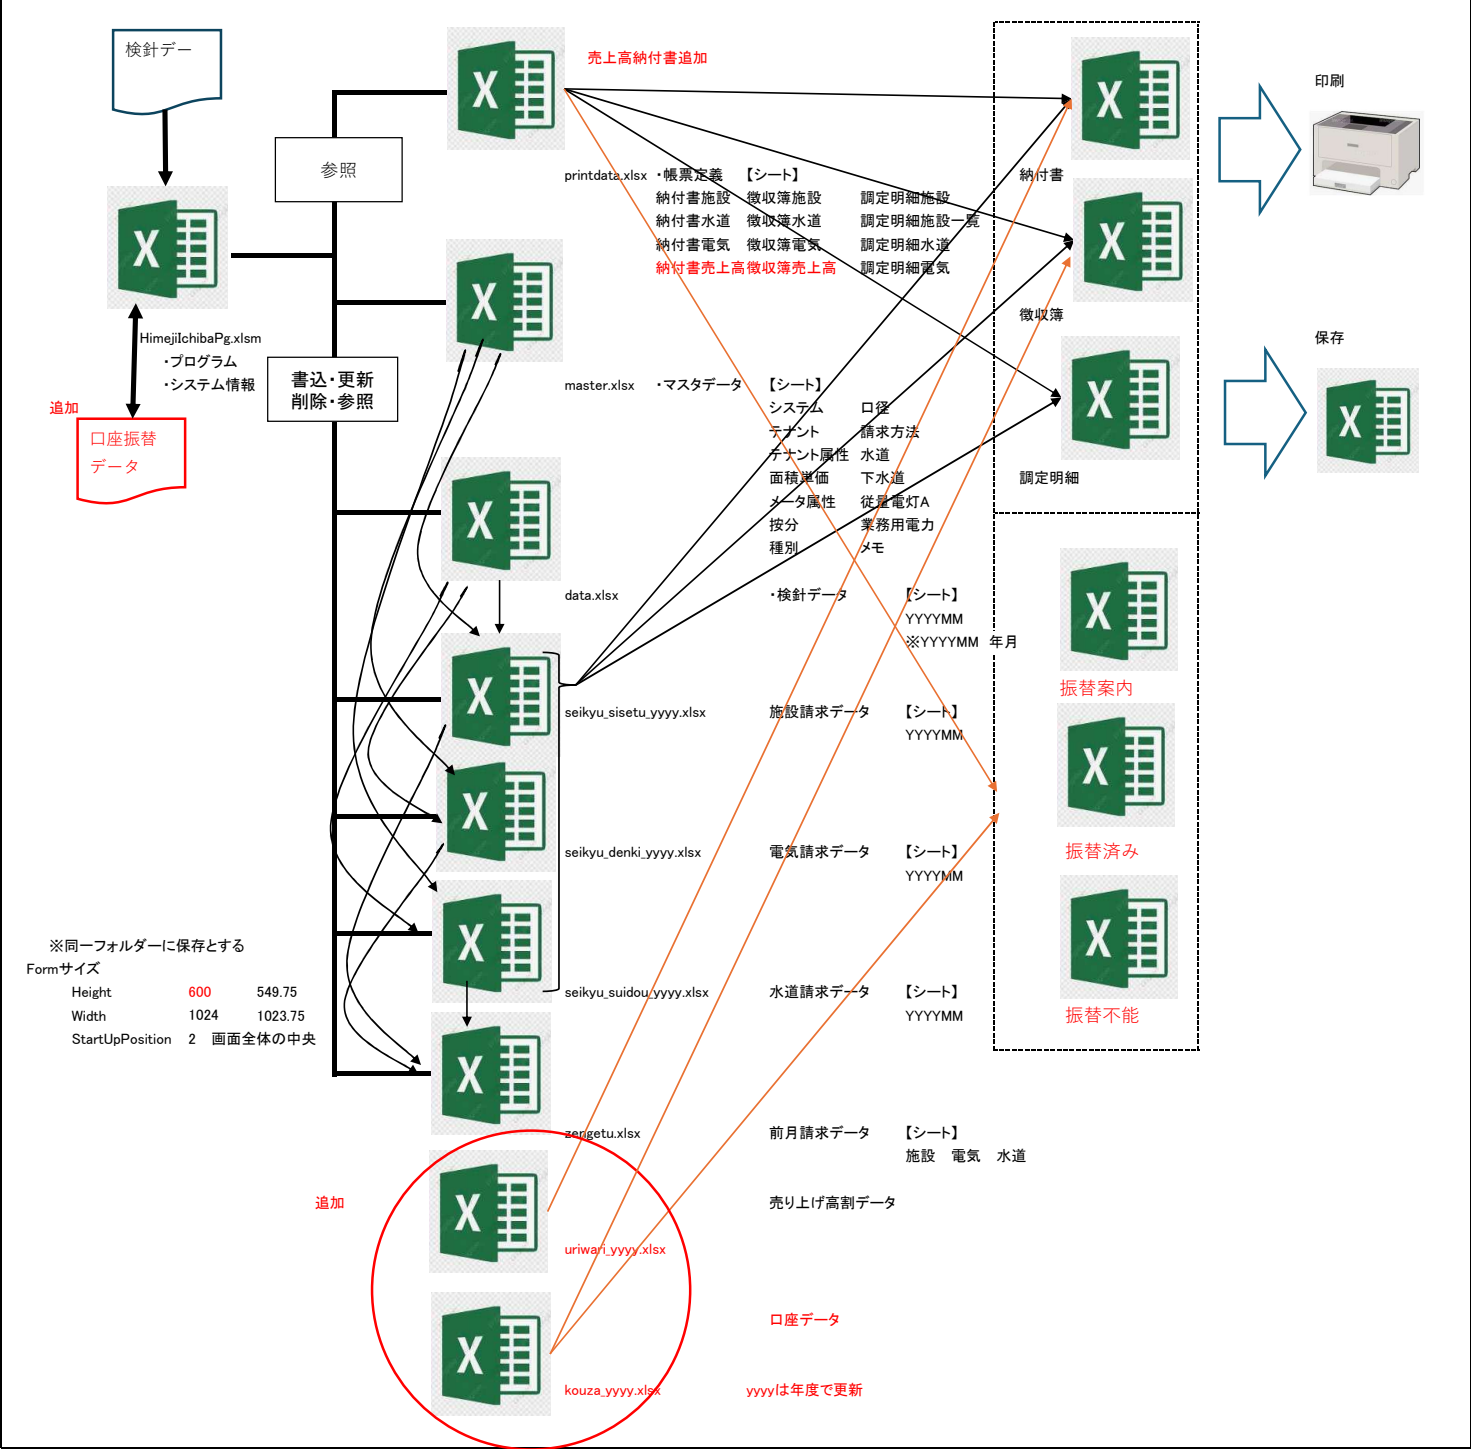 検針デー
売上高納付書追加
印刷
参照
printdata.xlsx ・帳票定義 【シート】
納付書施設 徴収簿施設 調定明細施設
納付書水道 徴収簿水道 調定明細施設一覧
納付書電気 徴収簿電気 調定明細水道
納付書売上高徴収簿売上高 調定明細電気
納付書
徴収簿
HimejiIchibaPg.xlsm
・プログラム
・システム情報
書込・更新
削除・参照
保存
追加
口座振替
データ
master.xlsx ・マスタデータ 【シート】
システム 口径
テナント 請求方法
テナント属性 水道
面積単価 下水道
メータ属性 従量電灯A
按分 業務用電力
種別 メモ
調定明細
data.xlsx ・検針データ 【シート】
YYYYMM
※YYYYMM 年月
振替案内
seikyu_sisetu_yyyy.xlsx 施設請求データ 【シート】
YYYYMM
seikyu_denki_yyyy.xlsx 電気請求データ 【シート】
YYYYMM
振替済み
※同一フォルダーに保存とする
Formサイズ
Height 600 549.75
Width 1024 1023.75
StartUpPosition 2 画面全体の中央
seikyu_suidou_yyyy.xlsx 水道請求データ 【シート】
YYYYMM
振替不能
zengetu.xlsx 前月請求データ 【シート】
施設 電気 水道
追加
売り上げ高割データ
uriwari_yyyy.xlsx
口座データ
kouza_yyyy.xlsx yyyyは年度で更新